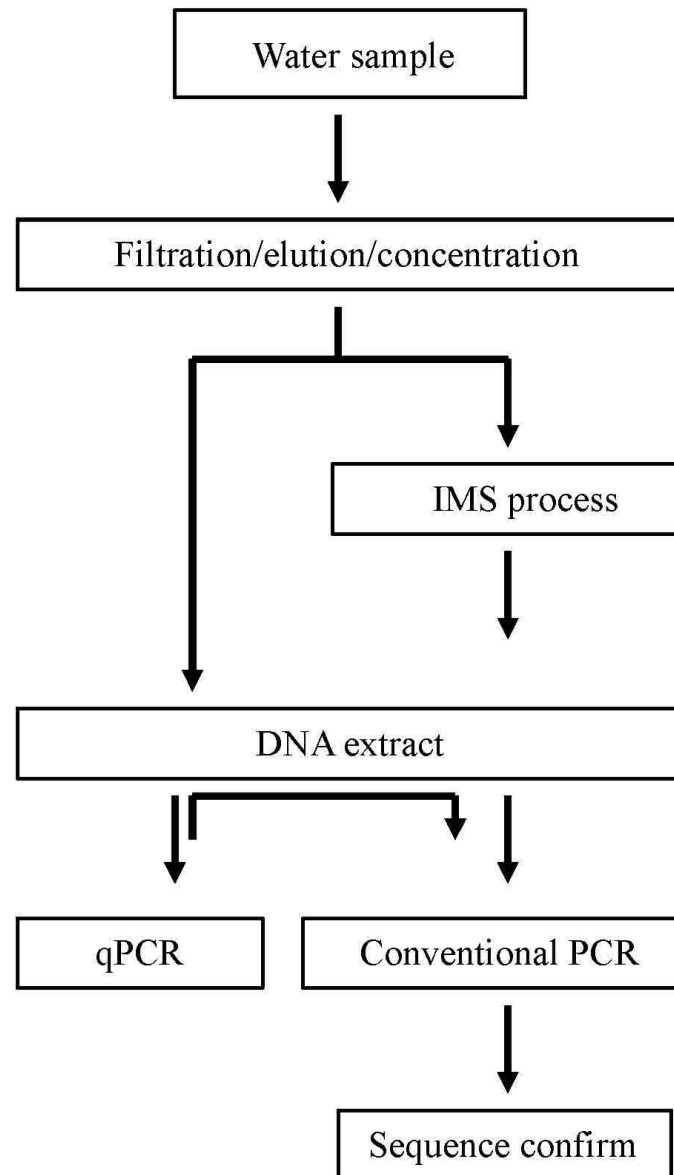 Water sample
Filtration/elution/concentration
IMS process
DNA extract
qPCR
Conventional PCR
Sequence confirm